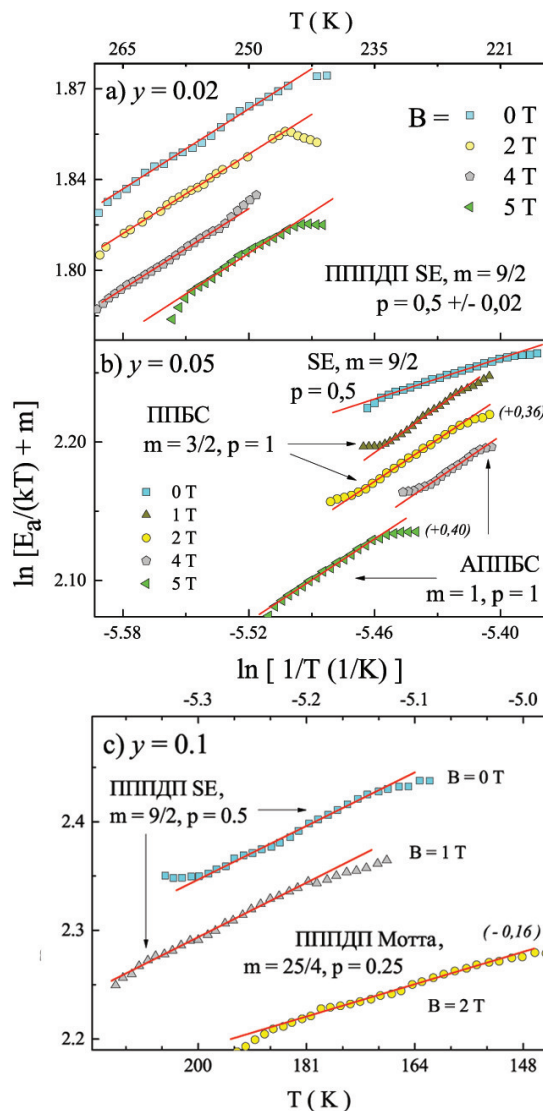 T ( K )
265 250 235 221
a) y = 0.02
1.87
1.84
1.80
B =
0 T
2 T
4 T
5 T
ПППДП SE, m = 9/2
p = 0,5 +/- 0,02
b) y = 0.05
SE, m = 9/2
p = 0,5
ППБС
m = 3/2, p = 1
(+0,36)
2.20
2.10
0 T
1 T
2 T
4 T
5 T
(+0,40)
АППБС
m = 1, p = 1
ln [E_a/(kT) + m]
-5.58 -5.52 -5.46 -5.40
ln [ 1/T (1/K) ]
-5.3 -5.2 -5.1 -5.0
c) y = 0.1
ПППДП SE,
m = 9/2, p = 0.5
B = 0 T
B = 1 T
ПППДП Мотта,
m = 25/4, p = 0.25
( - 0,16)
B = 2 T
2.4
2.3
2.2
200 181 164 148
T ( K )